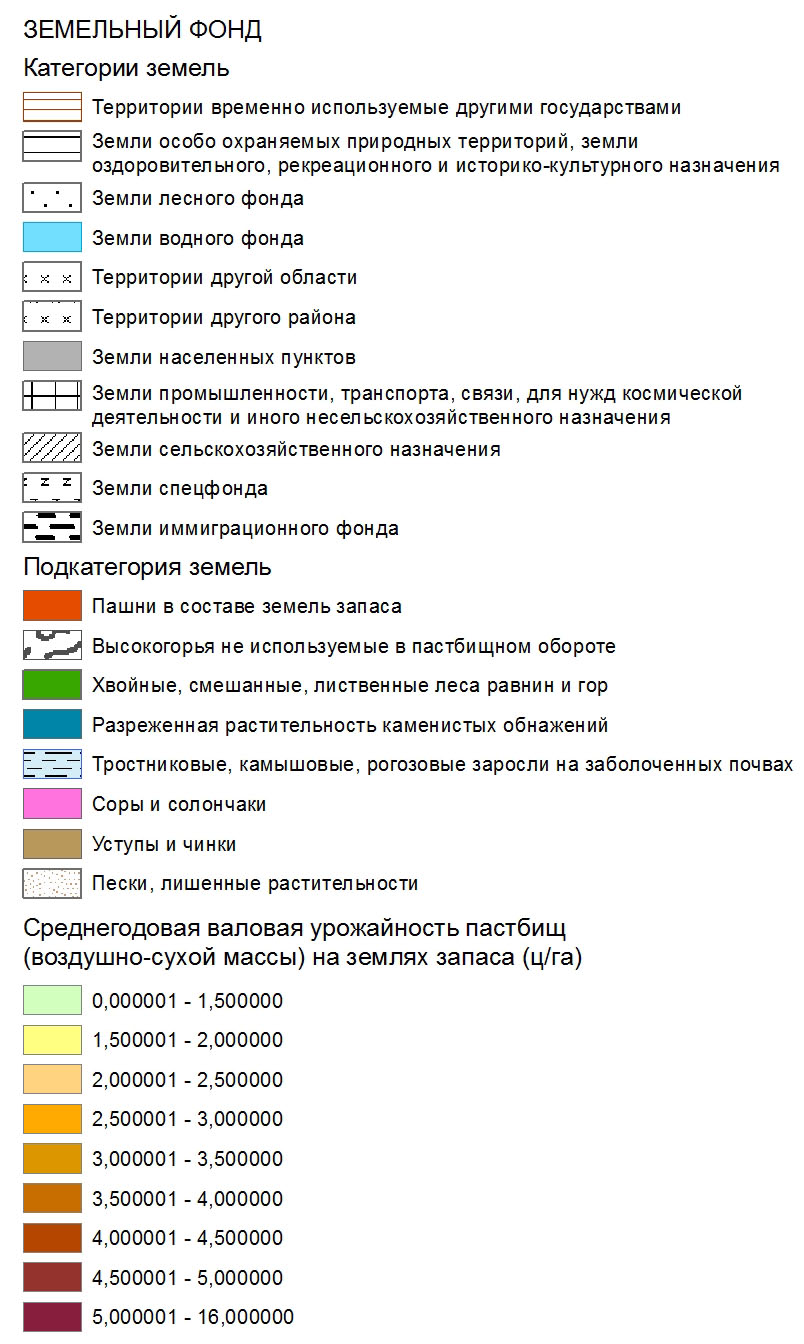 ЗЕМЕЛЬНЫЙ ФОНД
Категории земель
Территории временно используемые другими государствами
Земли особо охраняемых природных территорий, земли
оздоровительного, рекреационного и историко-культурного назначения
Земли лесного фонда
Земли водного фонда
Территории другой области
Территории другого района
Земли населенных пунктов
Земли промышленности, транспорта, связи, для нужд космической
деятельности и иного несельскохозяйственного назначения
Земли сельскохозяйственного назначения
Земли спецфонда
Земли иммиграционного фонда
Подкатегория земель
Пашни в составе земель запаса
Высокогорья не используемые в пастбищном обороте
Хвойные, смешанные, лиственные леса равнин и гор
Разреженная растительность каменистых обнажений
Тростниковые, камышовые, рогозовые заросли на заболоченных почвах
Соры и солончаки
Уступы и чинки
Пески, лишенные растительности
Среднегодовая валовая урожайность пастбищ
(воздушно-сухой массы) на землях запаса (ц/га)
0,000001 - 1,500000
1,500001 - 2,000000
2,000001 - 2,500000
2,500001 - 3,000000
3,000001 - 3,500000
3,500001 - 4,000000
4,000001 - 4,500000
4,500001 - 5,000000
5,000001 - 16,000000